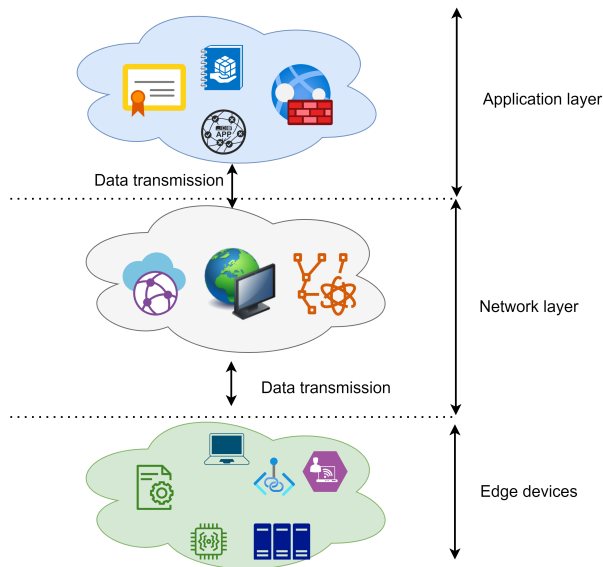 Application layer
APP
Data transmission
Network layer
Data transmission
Edge devices